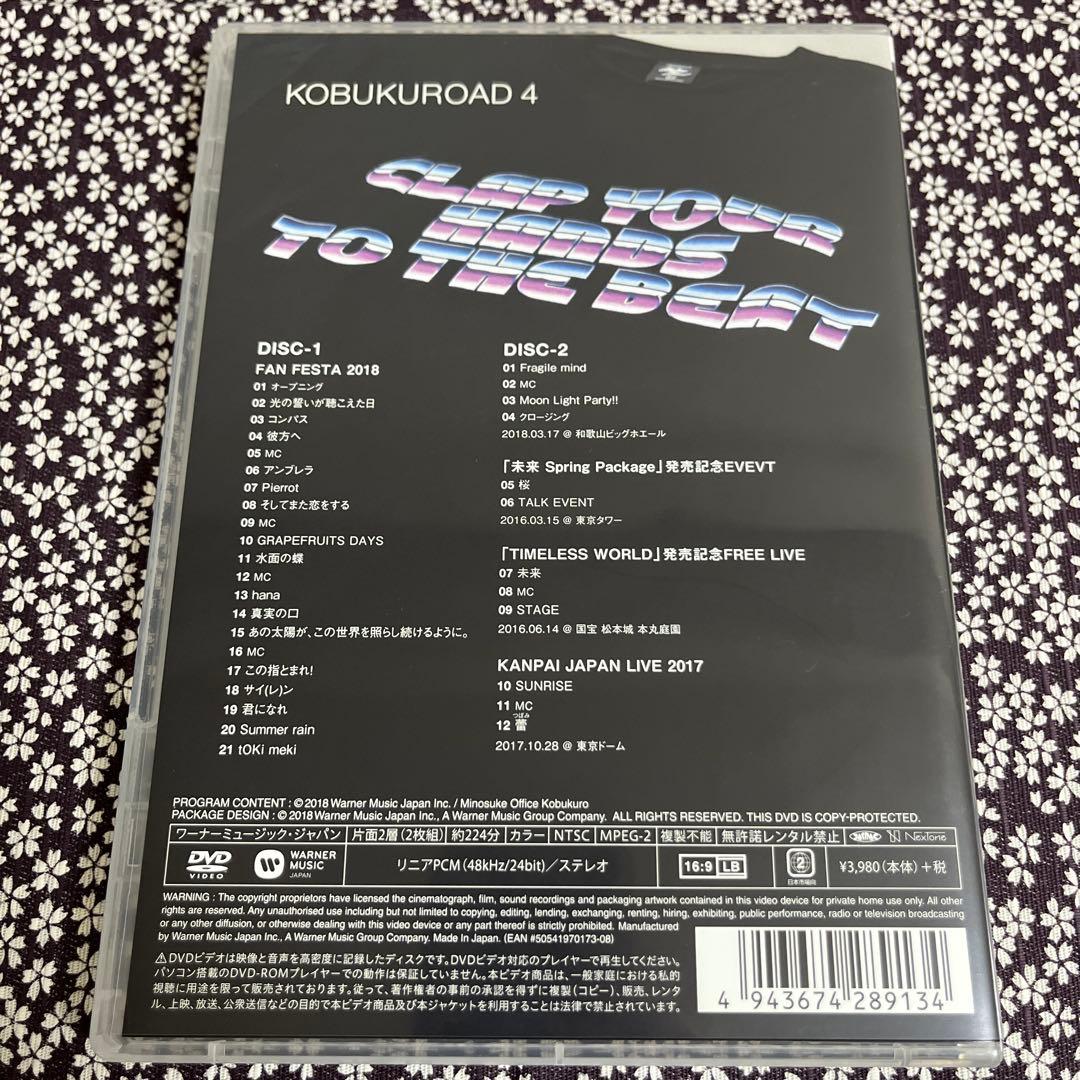 KOBUKUROAD 4
CLAP YOUR
HANDS
TO THE BEAT
DISC-1
FAN FESTA 2018
01 オープニング
02 光の誓いが聴こえた日
03 コンパス
04 彼方へ
05 MC
06 アンブレラ
07 Pierrot
08 そしてまた恋をする
09 MC
10 GRAPEFRUITS DAYS
11 水面の蝶
12 MC
13 hana
14 真実の口
15 あの太陽が、この世界を照らし続けるように。
16 MC
17 この指とまれ!
18 サイ(レ)ン
19 君になれ
20 Summer rain
21 tOKi meki
DISC-2
01 Fragile mind
02 MC
03 Moon Light Party!!
04 クロージング
2018.03.17 @ 和歌山ビッグホエール
「未来 Spring Package」発売記念EVEVT
05 桜
06 TALK EVENT
2016.03.15 @ 東京タワー
「TIMELESS WORLD」発売記念FREE LIVE
07 未来
08 MC
09 STAGE
2016.06.14 @ 国宝 松本城 本丸庭園
KANPAI JAPAN LIVE 2017
10 SUNRISE
11 MC
つぼみ
12 蕾
2017.10.28 @ 東京ドーム
PROGRAM CONTENT : © 2018 Warner Music Japan Inc. / Minosuke Office Kobukuro
PACKAGE DESIGN : © 2018 Warner Music Japan Inc., A Warner Music Group Company. ALL RIGHTS RESERVED. THIS DVD IS COPY-PROTECTED.
ワーナーミュージック・ジャパン 片面2層(2枚組) 約224分 カラー NTSC MPEG-2 複製不能 無許諾レンタル禁止 NexTone
DVD VIDEO WARNER MUSIC JAPAN リニアPCM(48kHz/24bit)/ステレオ 16:9 LB 2 日本市場向 ¥3,980(本体)+税
WARNING : The copyright proprietors have licensed the cinematograph, film, sound recordings and packaging artwork contained in this video device for private home use only. All other
rights are reserved. Any unauthorised use including but not limited to copying, editing, lending, exchanging, renting, hiring, exhibiting, public performance, radio or television broadcasting
or any other diffusion, or otherwise dealing with this video device or any part thereof is strictly prohibited. Manufactured
by Warner Music Japan Inc., A Warner Music Group Company. Made In Japan. (EAN #50541970173-08)
⚠DVDビデオは映像と音声を高密度に記録したディスクです。DVDビデオ対応のプレイヤーで再生してください。
パソコン搭載のDVD-ROMプレイヤーでの動作は保証していません。本ビデオ商品は、一般家庭における私的
視聴に用途を限って販売されております。従って、著作権者の事前の承認を得ずに複製(コピー)、販売、レンタ
ル、上映、放送、公衆送信などの目的で本ビデオ商品及び本ジャケットを利用することは法律で禁止されています。
4 943674 289134